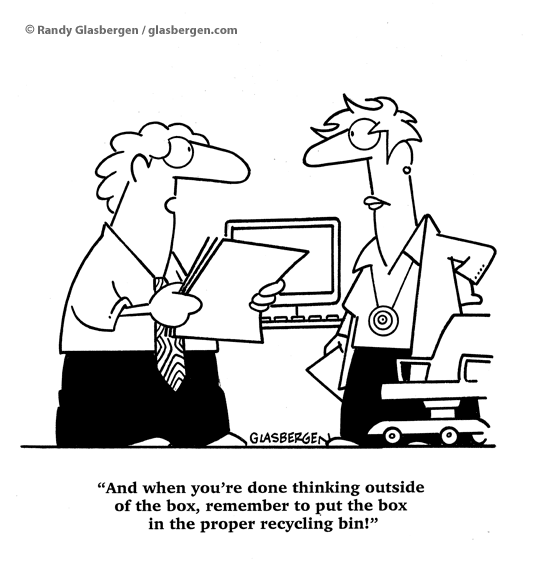 © Randy Glasbergen / glasbergen.com
GLASBERGEN
“And when you’re done thinking outside
of the box, remember to put the box
in the proper recycling bin!”